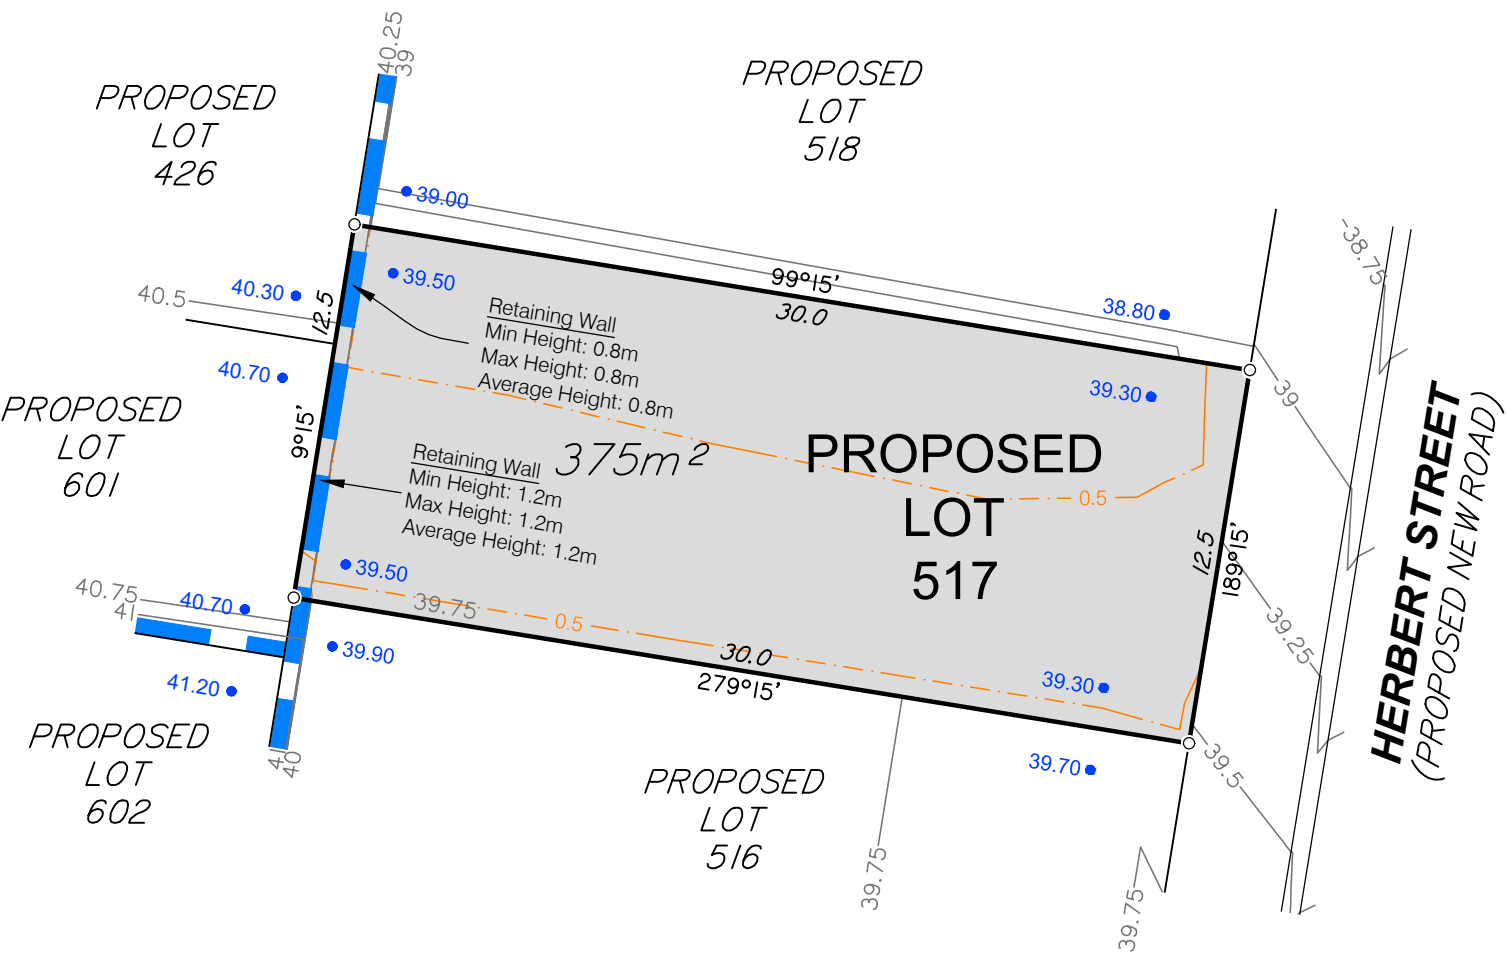 40.25
39
PROPOSED
LOT
426
PROPOSED
LOT
518
39.00
39.50
40.30
40.5
12.5
99°15'
30.0
38.80
-38.75
Retaining Wall
Min Height: 0.8m
Max Height: 0.8m
Average Height: 0.8m
40.70
39.30
39
PROPOSED
LOT
601
9°15'
Retaining Wall
Min Height: 1.2m
Max Height: 1.2m
Average Height: 1.2m
375m²
PROPOSED
LOT
517
0.5
12.5
189°15'
HERBERT STREET
(PROPOSED NEW ROAD)
39.50
39.75
0.5
40.75
41
40.70
39.90
41.20
30.0
279°15'
39.30
39.25
39.5
39.70
PROPOSED
LOT
602
41
40
PROPOSED
LOT
516
39.75
39.75